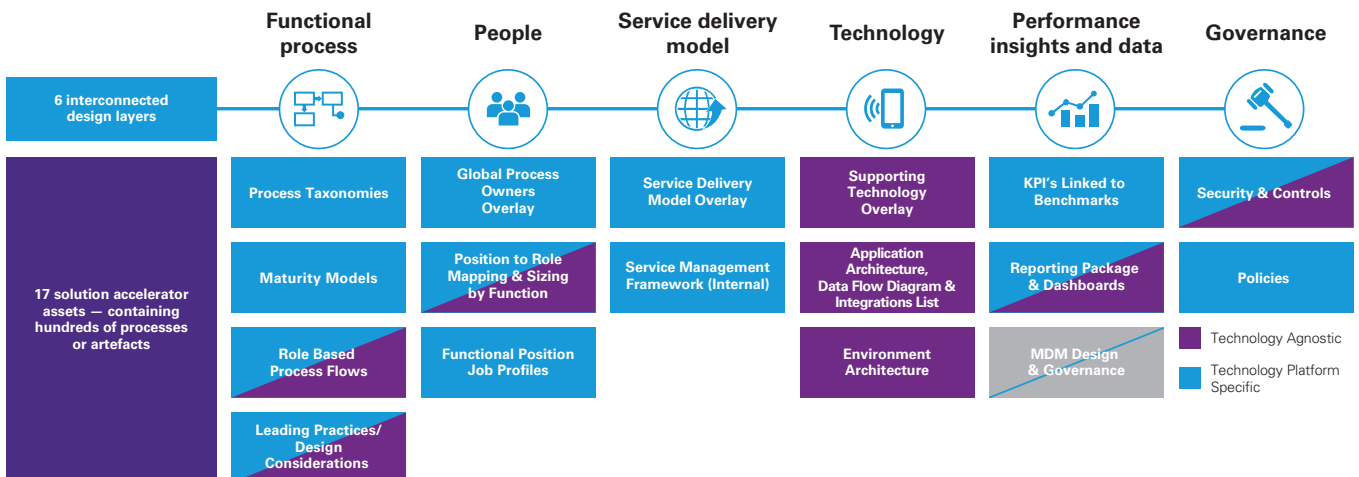 Functional
process
People
Service delivery
model
Technology
Performance
insights and data
Governance
6 interconnected
design layers
17 solution accelerator
assets — containing
hundreds of processes
or artefacts
Process Taxonomies
Maturity Models
Role Based
Process Flows
Leading Practices/
Design
Considerations
Global Process
Owners
Overlay
Position to Role
Mapping & Sizing
by Function
Functional Position
Job Profiles
Service Delivery
Model Overlay
Service Management
Framework (Internal)
Supporting
Technology
Overlay
Application
Architecture,
Data Flow Diagram &
Integrations List
Environment
Architecture
KPI's Linked to
Benchmarks
Reporting Package
& Dashboards
MDM Design
& Governance
Security & Controls
Policies
Technology Agnostic
Technology Platform
Specific